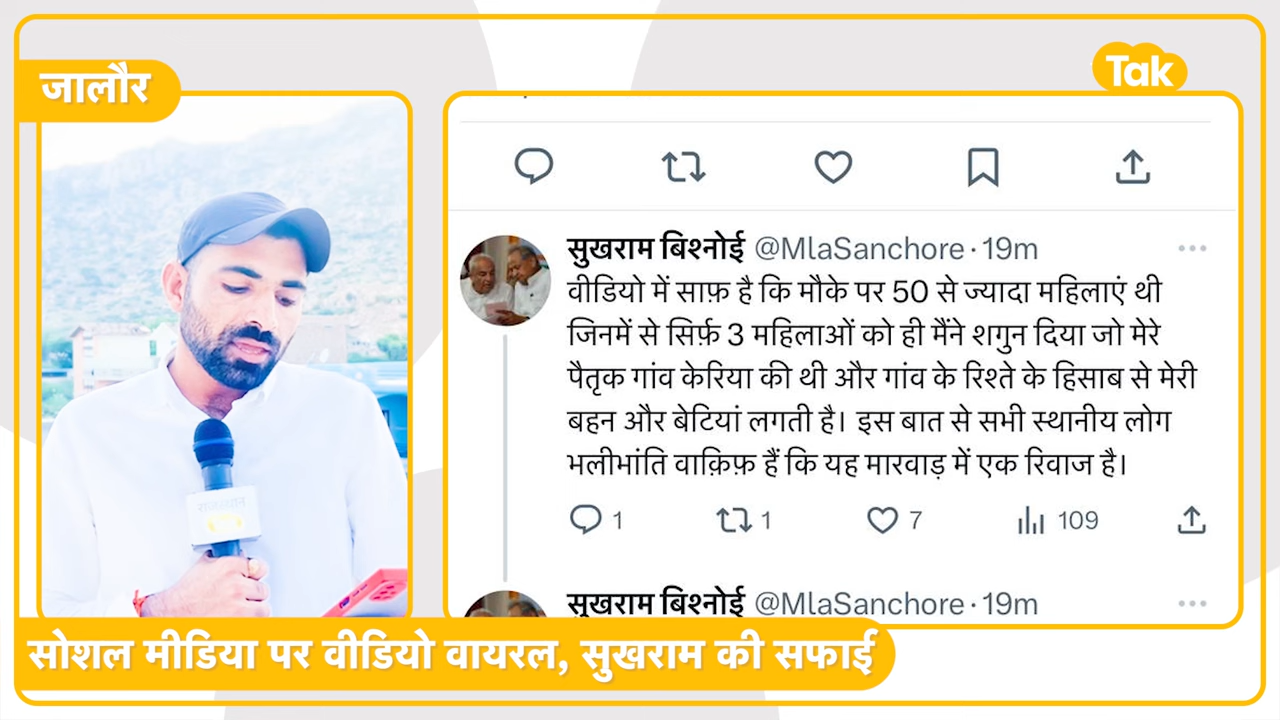 जालौर
Tak
सुखराम बिश्नोई @MlaSanchore · 19m
वीडियो में साफ़ है कि मौके पर 50 से ज्यादा महिलाएं थी
जिनमें से सिर्फ़ 3 महिलाओं को ही मैंने शगुन दिया जो मेरे
पैतृक गांव केरिया की थी और गांव के रिश्ते के हिसाब से मेरी
बहन और बेटियां लगती है। इस बात से सभी स्थानीय लोग
भलीभांति वाक़िफ़ हैं कि यह मारवाड़ में एक रिवाज है।
1 1 7 109
सुखराम बिश्नोई @MlaSanchore · 19m
राजस्थान
सोशल मीडिया पर वीडियो वायरल, सुखराम की सफाई